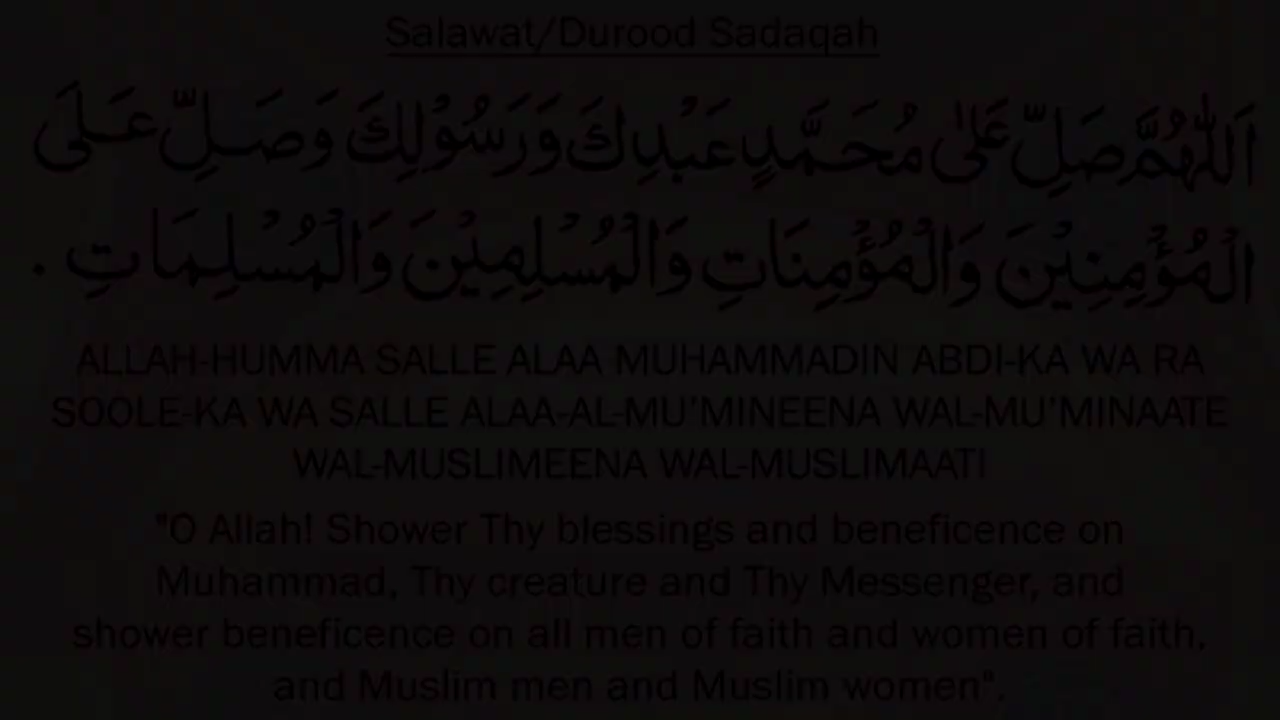 Salawat/Durood Sadaqah
اَللّٰهُمَّ صَلِّ عَلٰى مُحَمَّدٍ عَبْدِكَ وَرَسُوْلِكَ وَصَلِّ عَلَى
الْمُؤْمِنِيْنَ وَالْمُؤْمِنَاتِ وَالْمُسْلِمِيْنَ وَالْمُسْلِمَاتِ .
ALLAH-HUMMA SALLE ALAA MUHAMMADIN ABDI-KA WA RA
SOOLE-KA WA SALLE ALAA-AL-MU’MINEENA WAL-MU’MINAATE
WAL-MUSLIMEENA WAL-MUSLIMAATI
"O Allah! Shower Thy blessings and beneficence on
Muhammad, Thy creature and Thy Messenger, and
shower beneficence on all men of faith and women of faith,
and Muslim men and Muslim women".